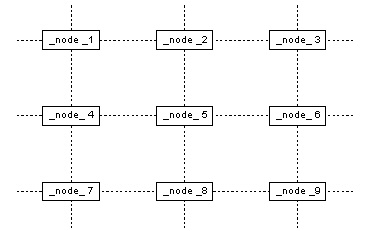 _node_1 _node_2 _node_3
_node_4 _node_5 _node_6
_node_7 _node_8 _node_9